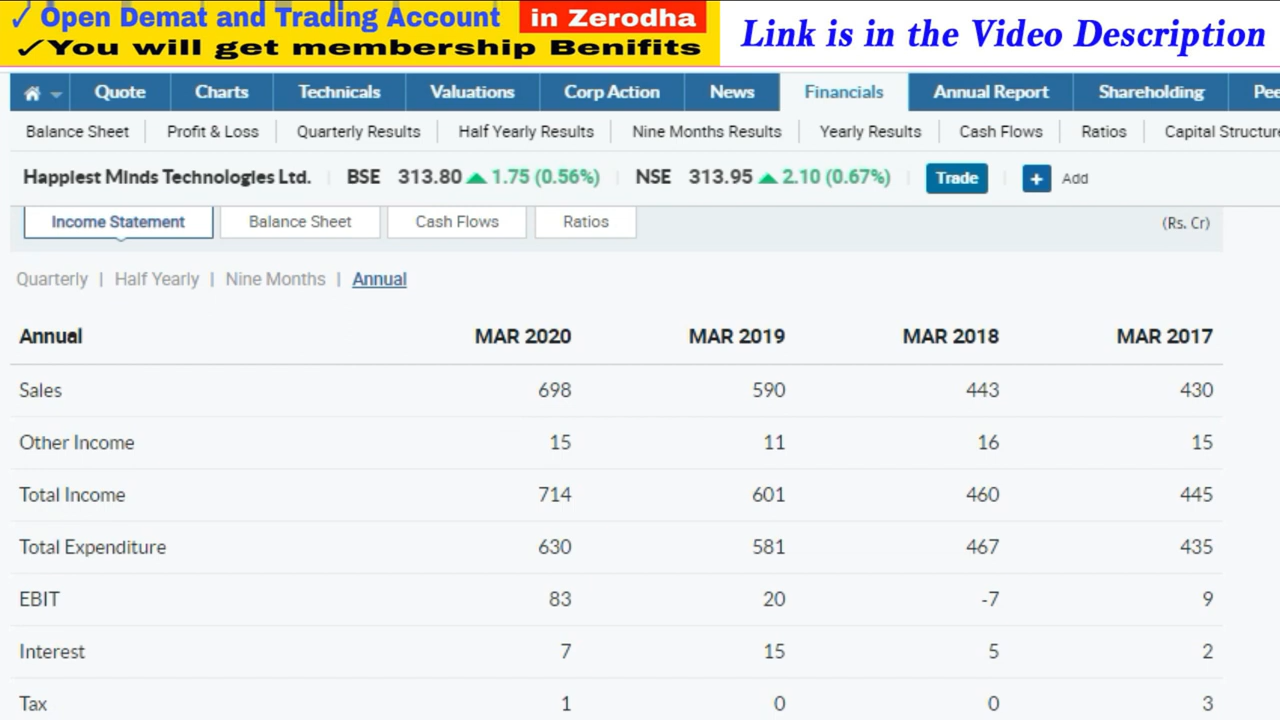 ✓ Open Demat and Trading Account in Zerodha
✓You will get membership Benifits
Link is in the Video Description
Quote Charts Technicals Valuations Corp Action News Financials Annual Report Shareholding Pee
Balance Sheet Profit & Loss Quarterly Results Half Yearly Results Nine Months Results Yearly Results Cash Flows Ratios Capital Structure
Happiest Minds Technologies Ltd. BSE 313.80 ▲ 1.75 (0.56%) NSE 313.95 ▲ 2.10 (0.67%) Trade + Add
Income Statement Balance Sheet Cash Flows Ratios (Rs. Cr)
Quarterly | Half Yearly | Nine Months | Annual
Annual MAR 2020 MAR 2019 MAR 2018 MAR 2017
Sales 698 590 443 430
Other Income 15 11 16 15
Total Income 714 601 460 445
Total Expenditure 630 581 467 435
EBIT 83 20 -7 9
Interest 7 15 5 2
Tax 1 0 0 3